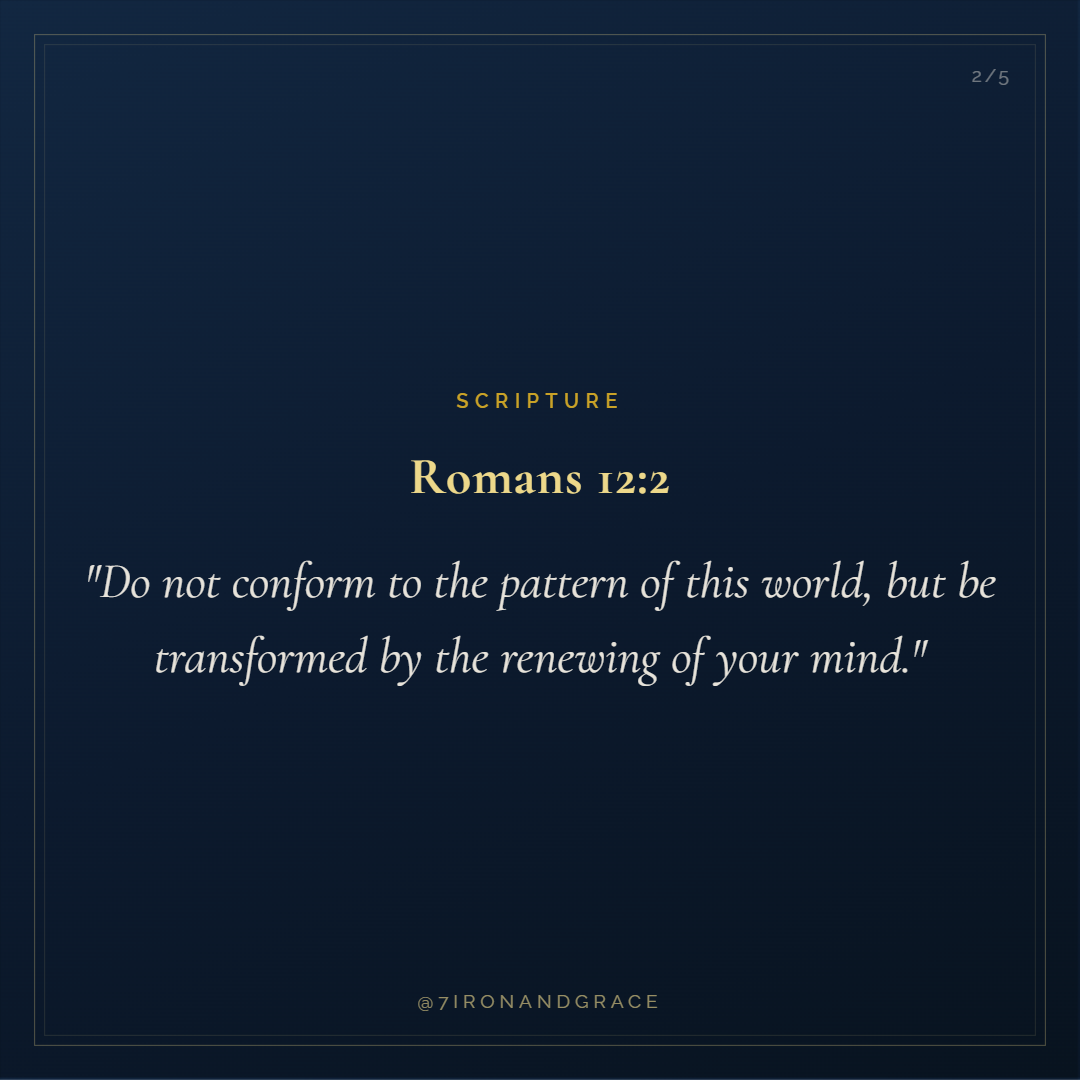 2/5
SCRIPTURE
Romans 12:2
"Do not conform to the pattern of this world, but be
transformed by the renewing of your mind."
@7IRONANDGRACE